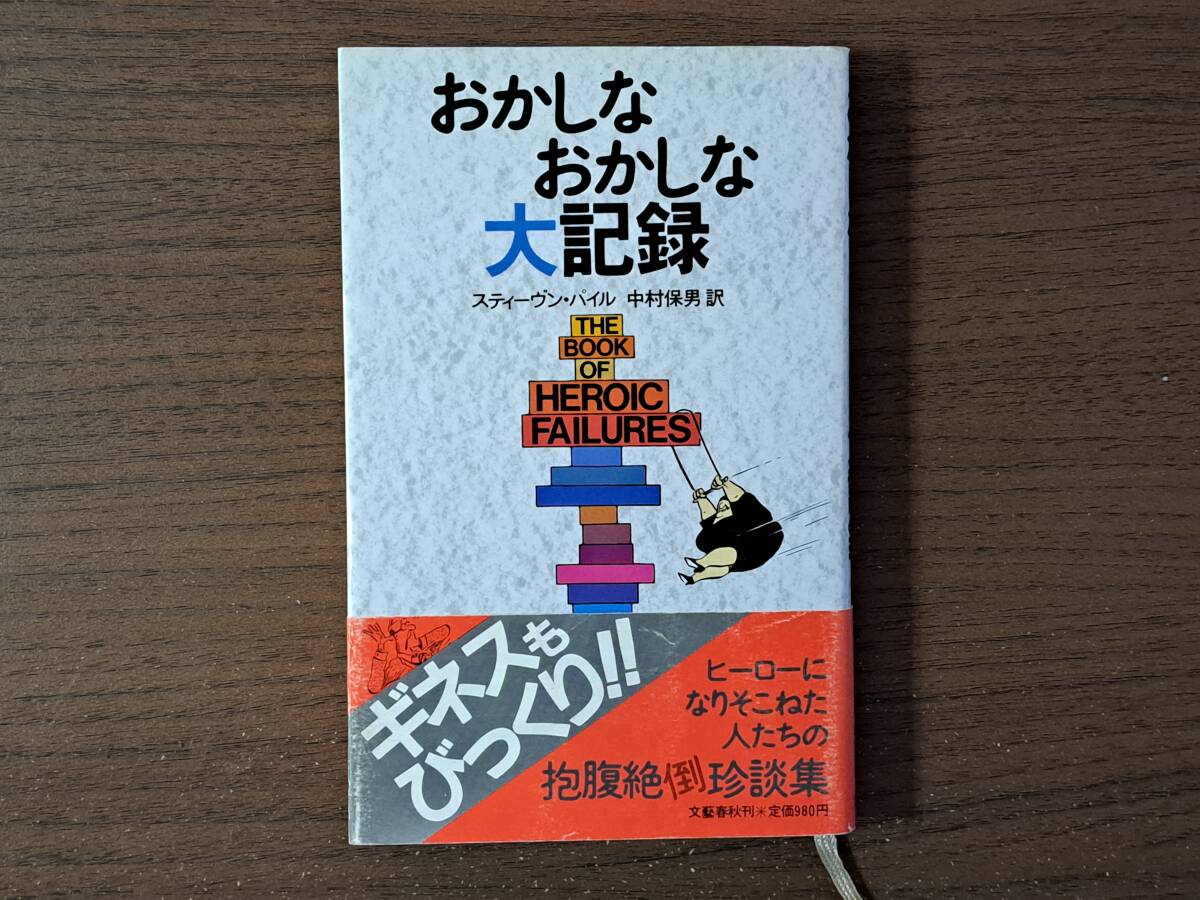 おかしな
おかしな
大記録
スティーヴン・パイル 中村保男 訳
THE
BOOK
OF
HEROIC
FAILURES
ギネスも
びっくり!!
ヒーローに
なりそこねた
人たちの
抱腹絶倒珍談集
文藝春秋刊＊定価980円